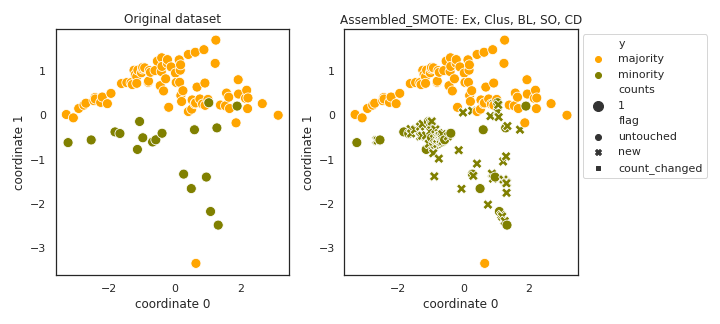 Original dataset
Assembled_SMOTE: Ex, Clus, BL, SO, CD
coordinate 1
1
0
−1
−2
−3
−2
0
2
coordinate 0
coordinate 1
1
0
−1
−2
−3
−2
0
2
coordinate 0
y
majority
minority
counts
1
flag
untouched
new
count_changed